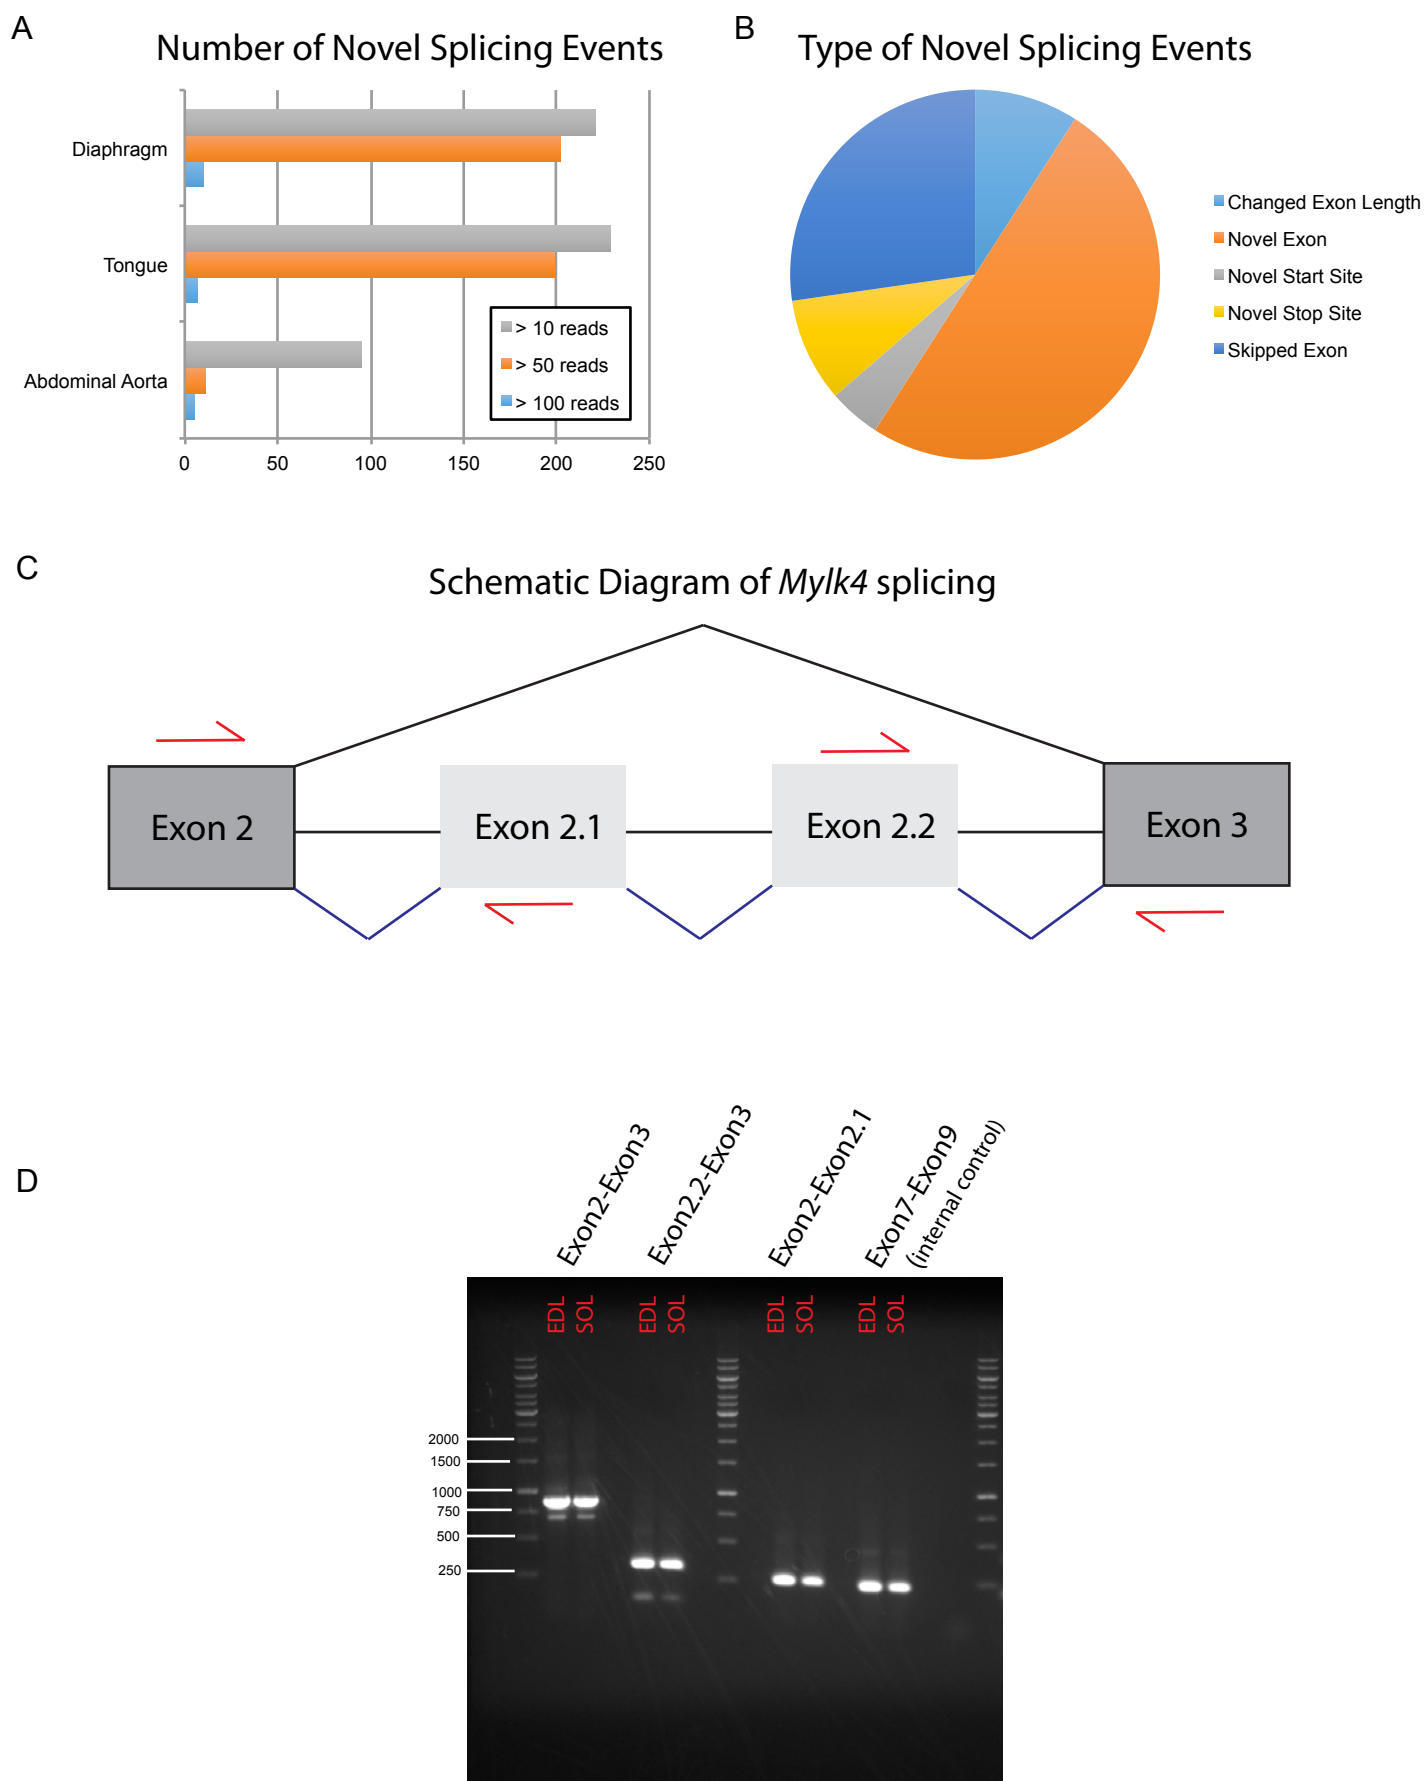 A
Number of Novel Splicing Events
Diaphragm
Tongue
Abdominal Aorta
> 10 reads
> 50 reads
> 100 reads
0 50 100 150 200 250
B
Type of Novel Splicing Events
Changed Exon Length
Novel Exon
Novel Start Site
Novel Stop Site
Skipped Exon
C
Schematic Diagram of Mylk4 splicing
Exon 2 Exon 2.1 Exon 2.2 Exon 3
D
Exon2-Exon3
Exon2.2-Exon3
Exon2-Exon2.1
Exon7-Exon9
(internal control)
EDL SOL EDL SOL EDL SOL EDL SOL
2000
1500
1000
750
500
250